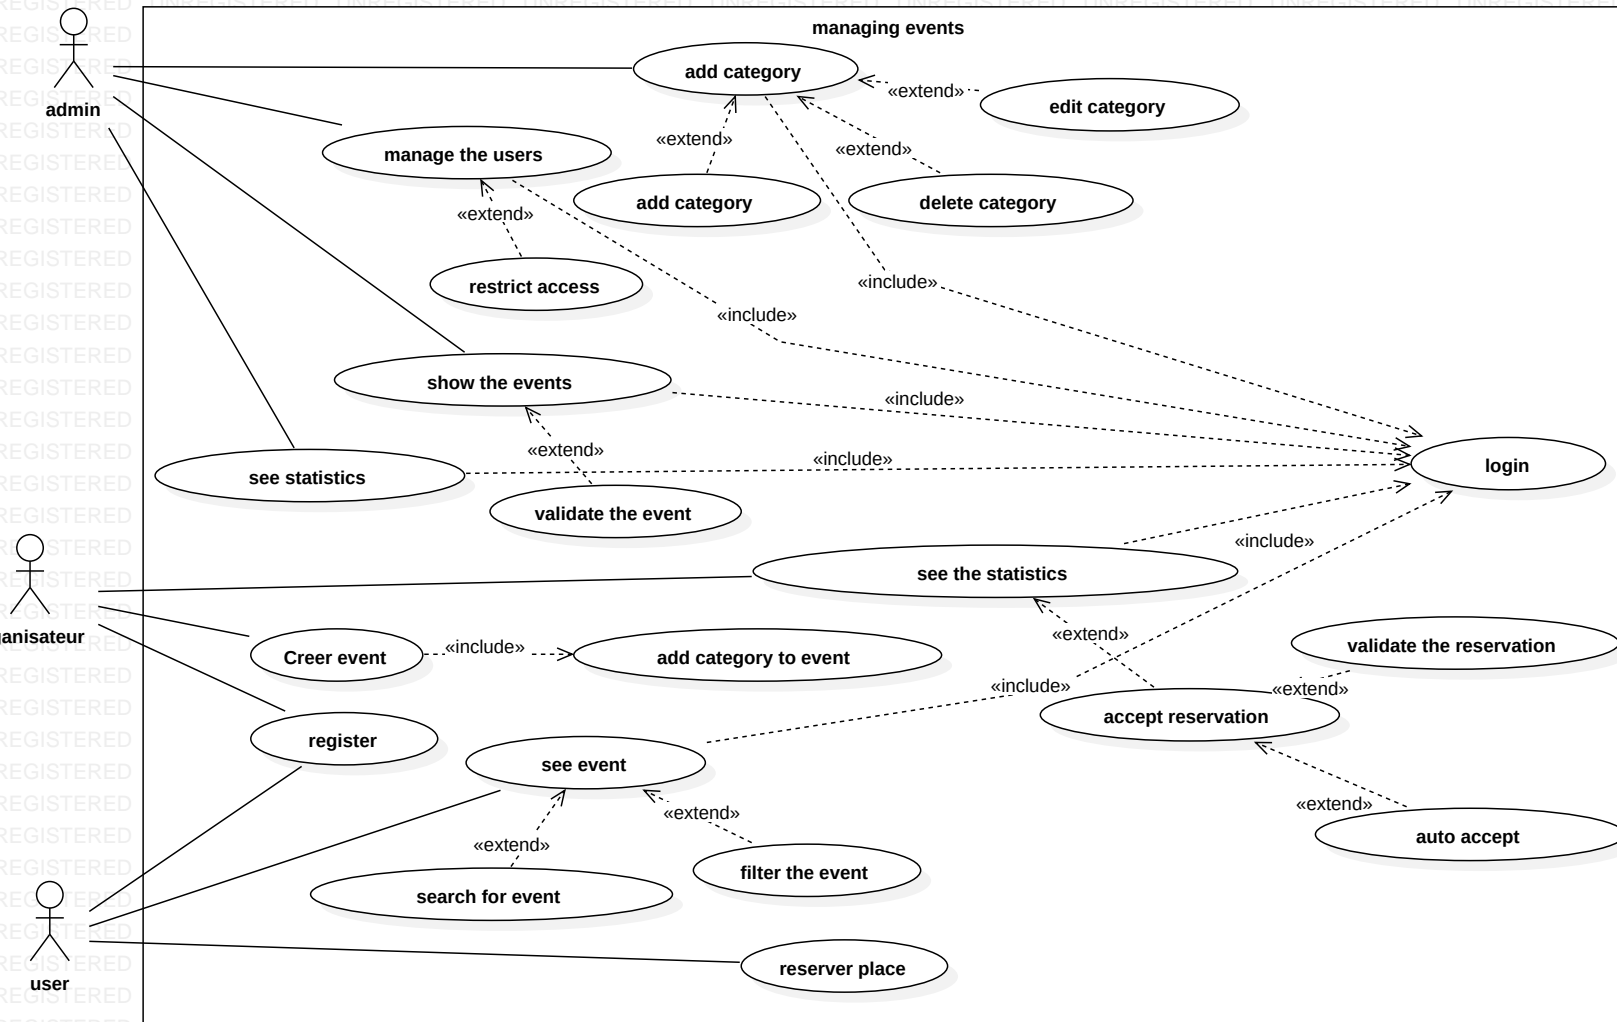 managing events
add category
«extend»
edit category
admin
«extend»
«extend»
manage the users
add category
delete category
«extend»
restrict access
«include»
«include»
show the events
«include»
«extend»
«include»
login
see statistics
validate the event
«include»
see the statistics
ganisateur
«extend»
Creer event
«include»
add category to event
validate the reservation
«include»
«extend»
accept reservation
register
see event
«extend»
«extend»
auto accept
«extend»
filter the event
search for event
user
reserver place
REGISTERED